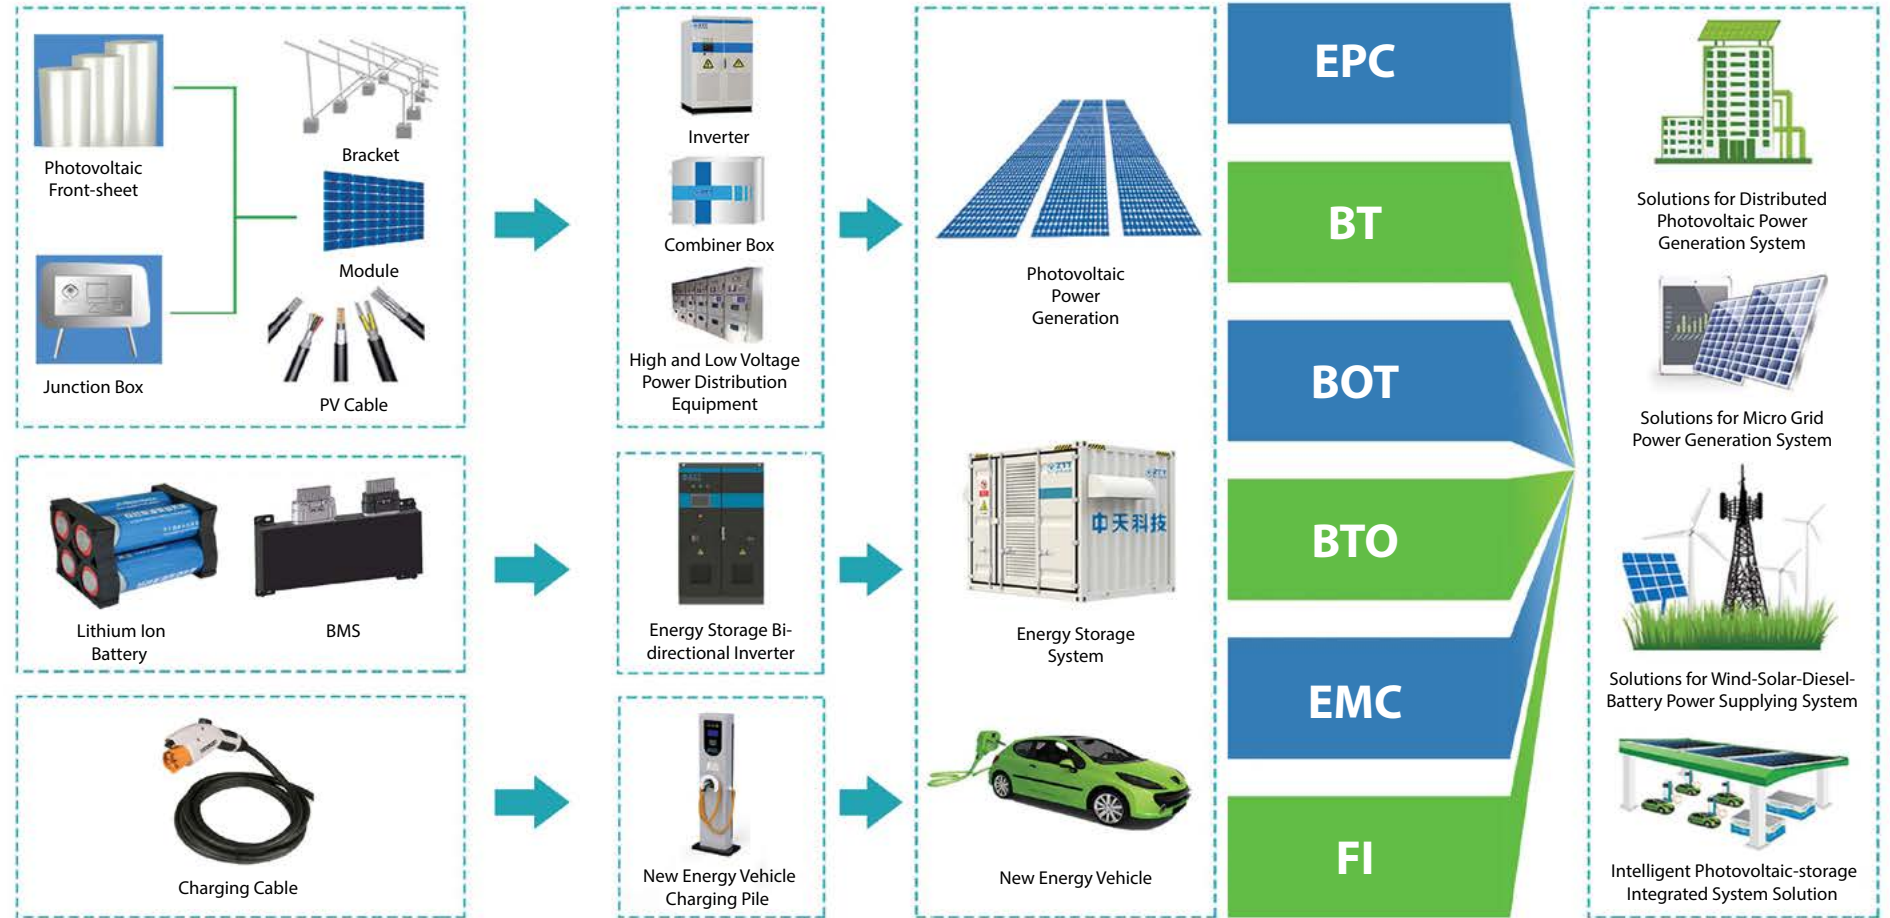 Photovoltaic
Front-sheet
Bracket
Module
Junction Box
PV Cable
Inverter
Combiner Box
High and Low Voltage
Power Distribution
Equipment
Photovoltaic
Power
Generation
Lithium Ion
Battery
BMS
Energy Storage Bi-
directional Inverter
ZTT
ZTT
中天科技
Energy Storage
System
Charging Cable
New Energy Vehicle
Charging Pile
New Energy Vehicle
EPC
BT
BOT
BTO
EMC
FI
Solutions for Distributed
Photovoltaic Power
Generation System
Solutions for Micro Grid
Power Generation System
Solutions for Wind-Solar-Diesel-
Battery Power Supplying System
Intelligent Photovoltaic-storage
Integrated System Solution